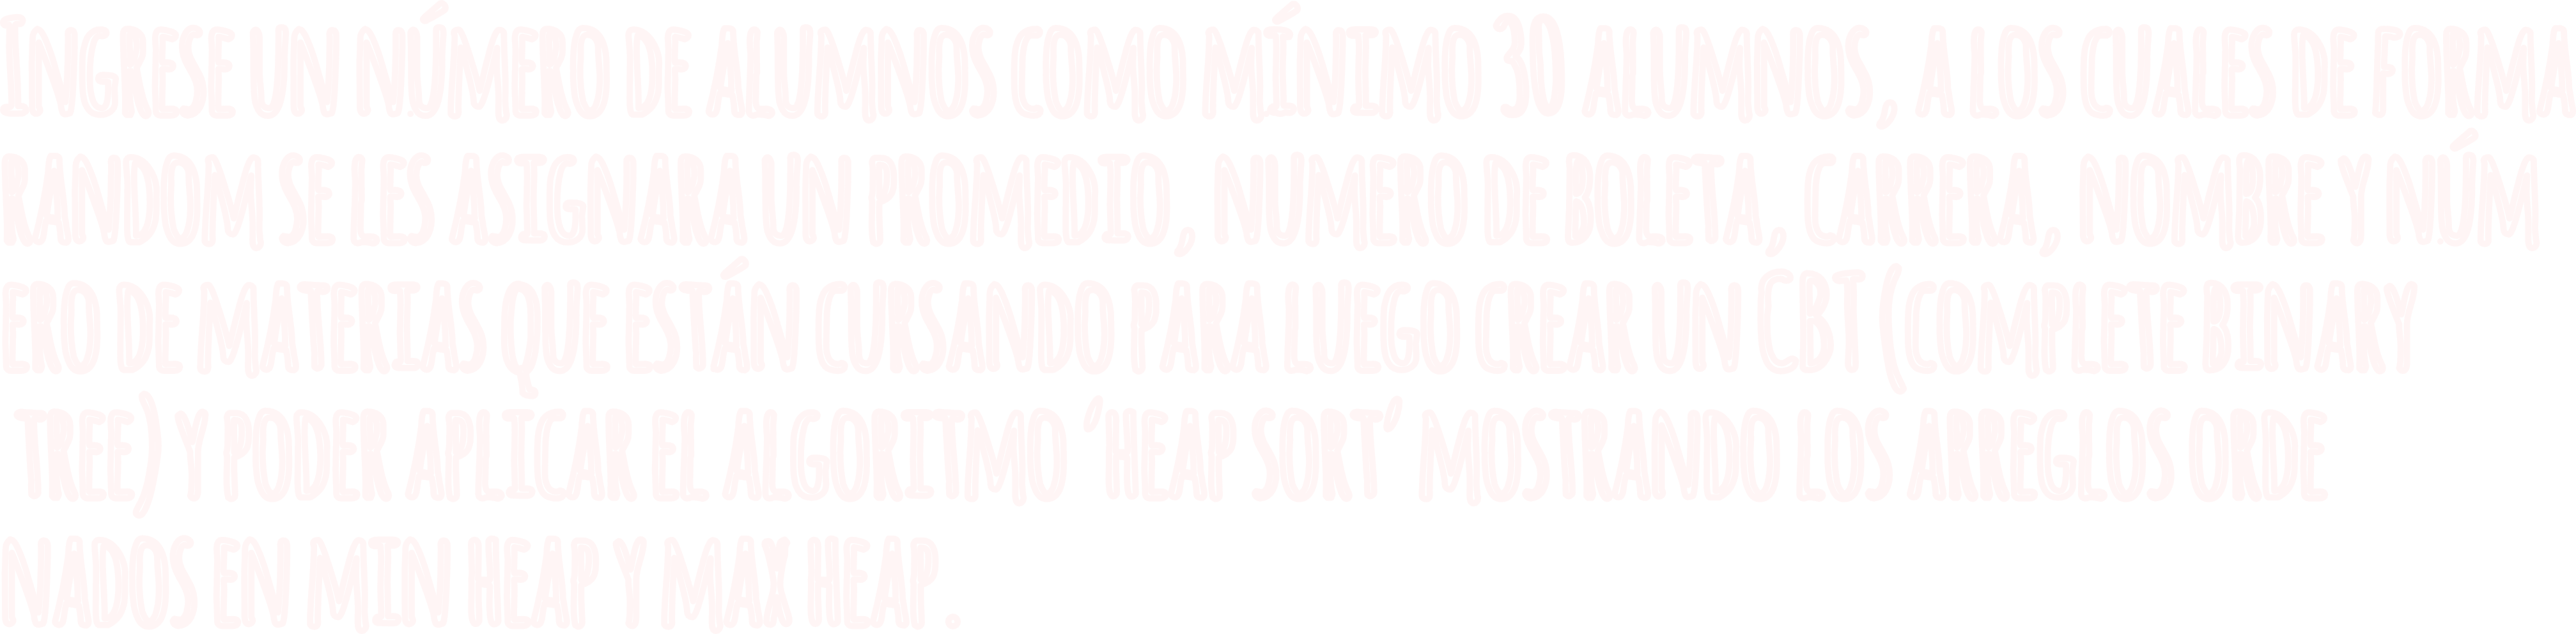 Ingrese un número de alumnos como mínimo 30 alumnos, a los cuales de forma
random se les asignara un promedio, numero de boleta, carrera, nombre y núm
ero de materias que están cursando para luego crear un CBT (complete binary
tree) y poder aplicar el algoritmo 'heap sort' mostrando los arreglos orde
nados en min heap y max heap.